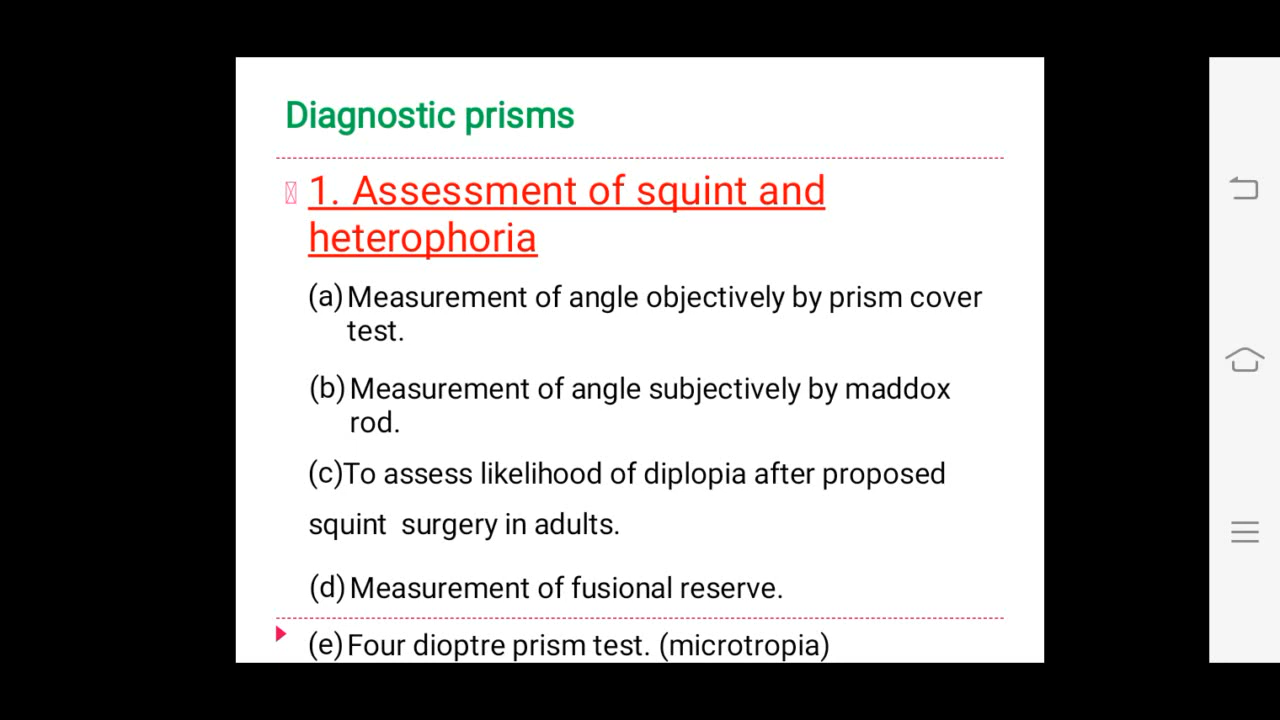 Diagnostic prisms
1. Assessment of squint and
heterophoria
(a) Measurement of angle objectively by prism cover
test.
(b) Measurement of angle subjectively by maddox
rod.
(c)To assess likelihood of diplopia after proposed
squint surgery in adults.
(d) Measurement of fusional reserve.
(e) Four dioptre prism test. (microtropia)